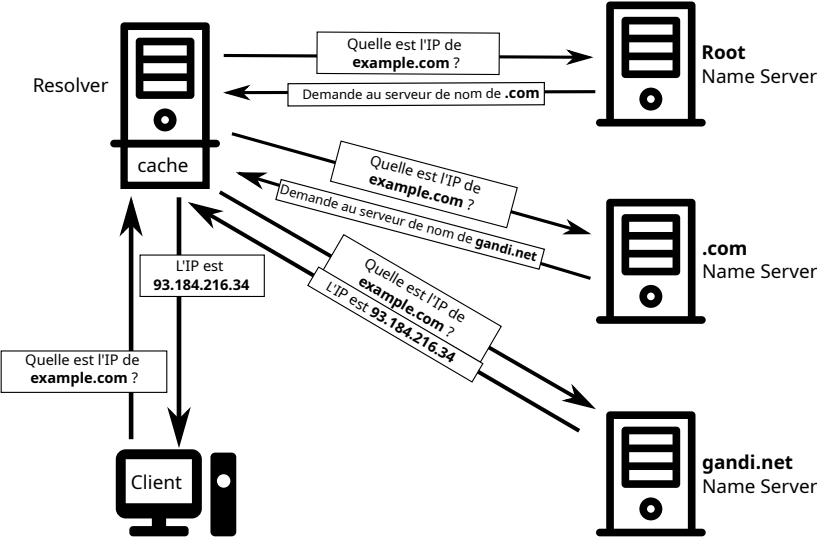 Quelle est l'IP de
example.com ?
Root
Name Server
Resolver
Demande au serveur de nom de .com
cache
Quelle est l'IP de
example.com ?
Demande au serveur de nom de gandi.net
.com
Name Server
L'IP est
93.184.216.34
Quelle est l'IP de
example.com ?
L'IP est 93.184.216.34
Quelle est l'IP de
example.com ?
gandi.net
Name Server
Client